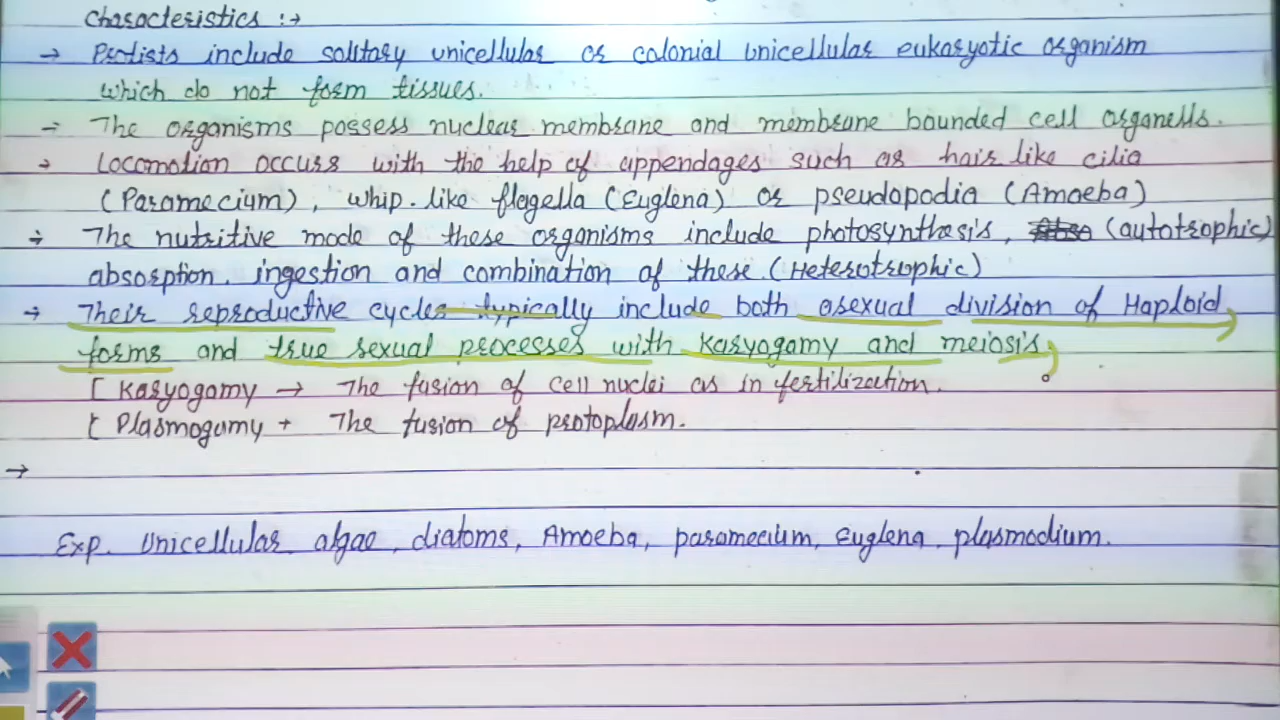 Characteristics :→
→ Protists include solitary unicellular or colonial unicellular eukaryotic organism
which do not form tissues.
→ The organisms possess nuclear membrane and membrane bounded cell organells.
→ Locomotion occurs with the help of appendages such as hair like cilia
(Paramecium), whip-like flagella (Euglena) or pseudopodia (Amoeba)
→ The nutritive mode of these organisms include photosynthesis, (autotrophic)
absorption, ingestion and combination of these (Heterotrophic)
→ Their reproductive cycles typically include both asexual division of Haploid
forms and true sexual processes with karyogamy and meiosis,
[ Karyogamy → The fusion of cell nuclei as in fertilization.
[ Plasmogamy → The fusion of protoplasm.
→
Exp. Unicellular algae, diatoms, Amoeba, paramecium, Euglena, plasmodium.